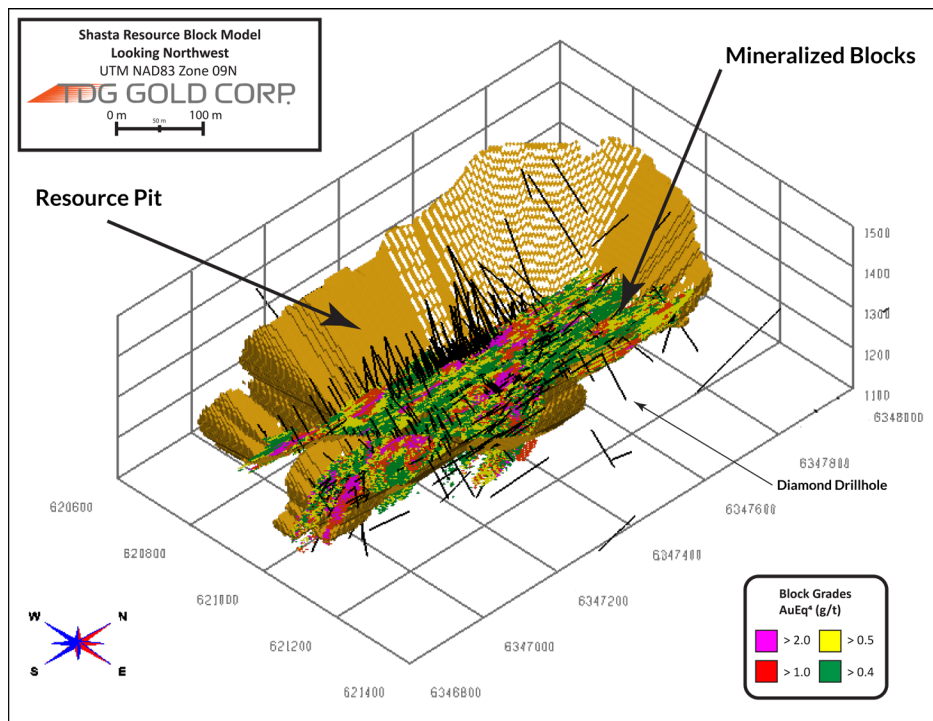 Shasta Resource Block Model
Looking Northwest
UTM NAD83 Zone 09N
TDG GOLD CORP.
0 m 50 m 100 m
Mineralized Blocks
Resource Pit
1500
1400
1300
1200
1100
6348000
6347800
Diamond Drillhole
6347600
6347400
6347200
6347000
6346800
620600
620800
621000
621200
621400
W N
S E
Block Grades
AuEq⁴ (g/t)
> 2.0 > 0.5
> 1.0 > 0.4